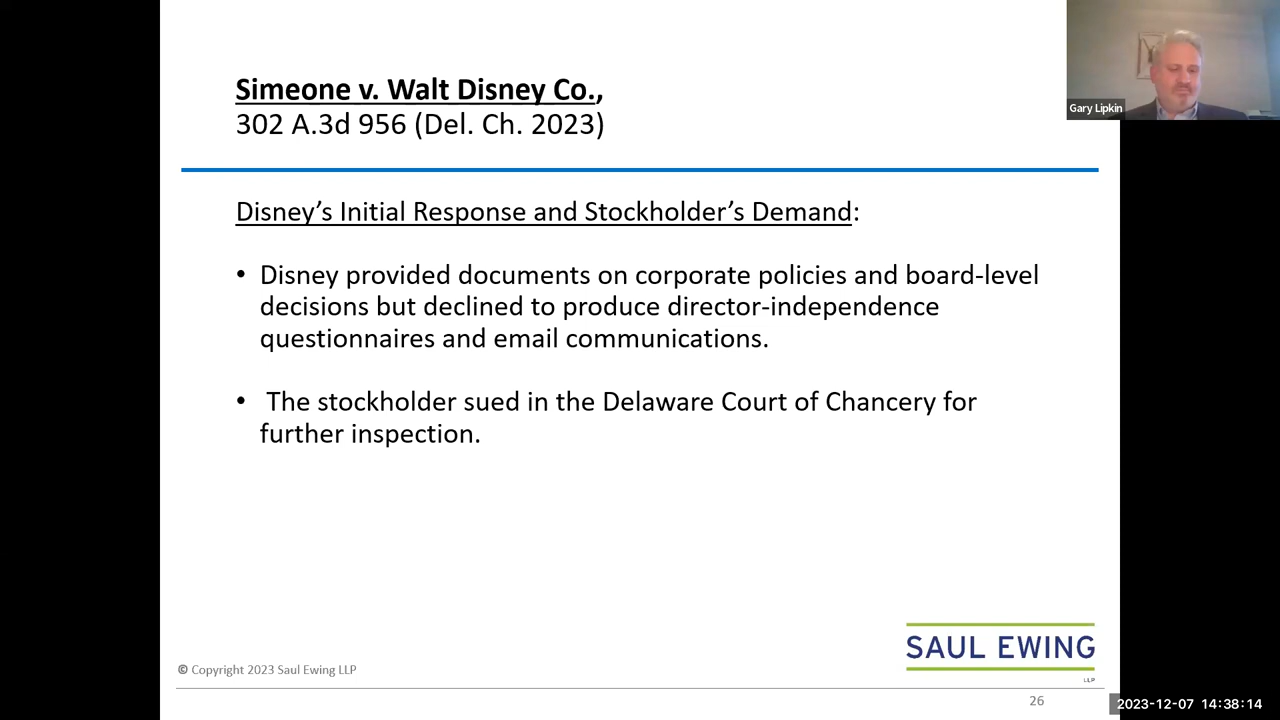 Simeone v. Walt Disney Co.,
302 A.3d 956 (Del. Ch. 2023)
Gary Lipkin
Disney’s Initial Response and Stockholder’s Demand:
• Disney provided documents on corporate policies and board-level
decisions but declined to produce director-independence
questionnaires and email communications.
• The stockholder sued in the Delaware Court of Chancery for
further inspection.
SAUL EWING
LLP
© Copyright 2023 Saul Ewing LLP
26
2023-12-07 14:38:14